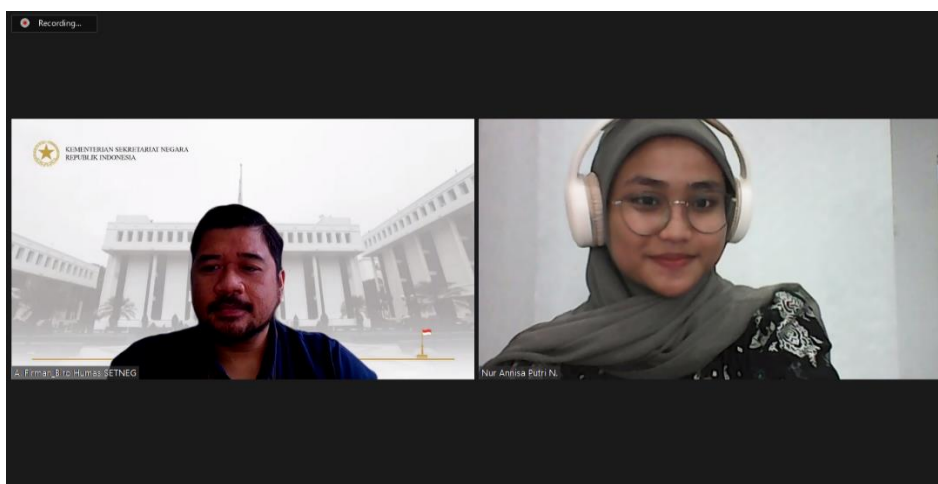 Recording...
KEMENTERIAN SEKRETARIAT NEGARA
REPUBLIK INDONESIA
A. Firman_Biro Humas SETNEG
Nur Annisa Putri N.